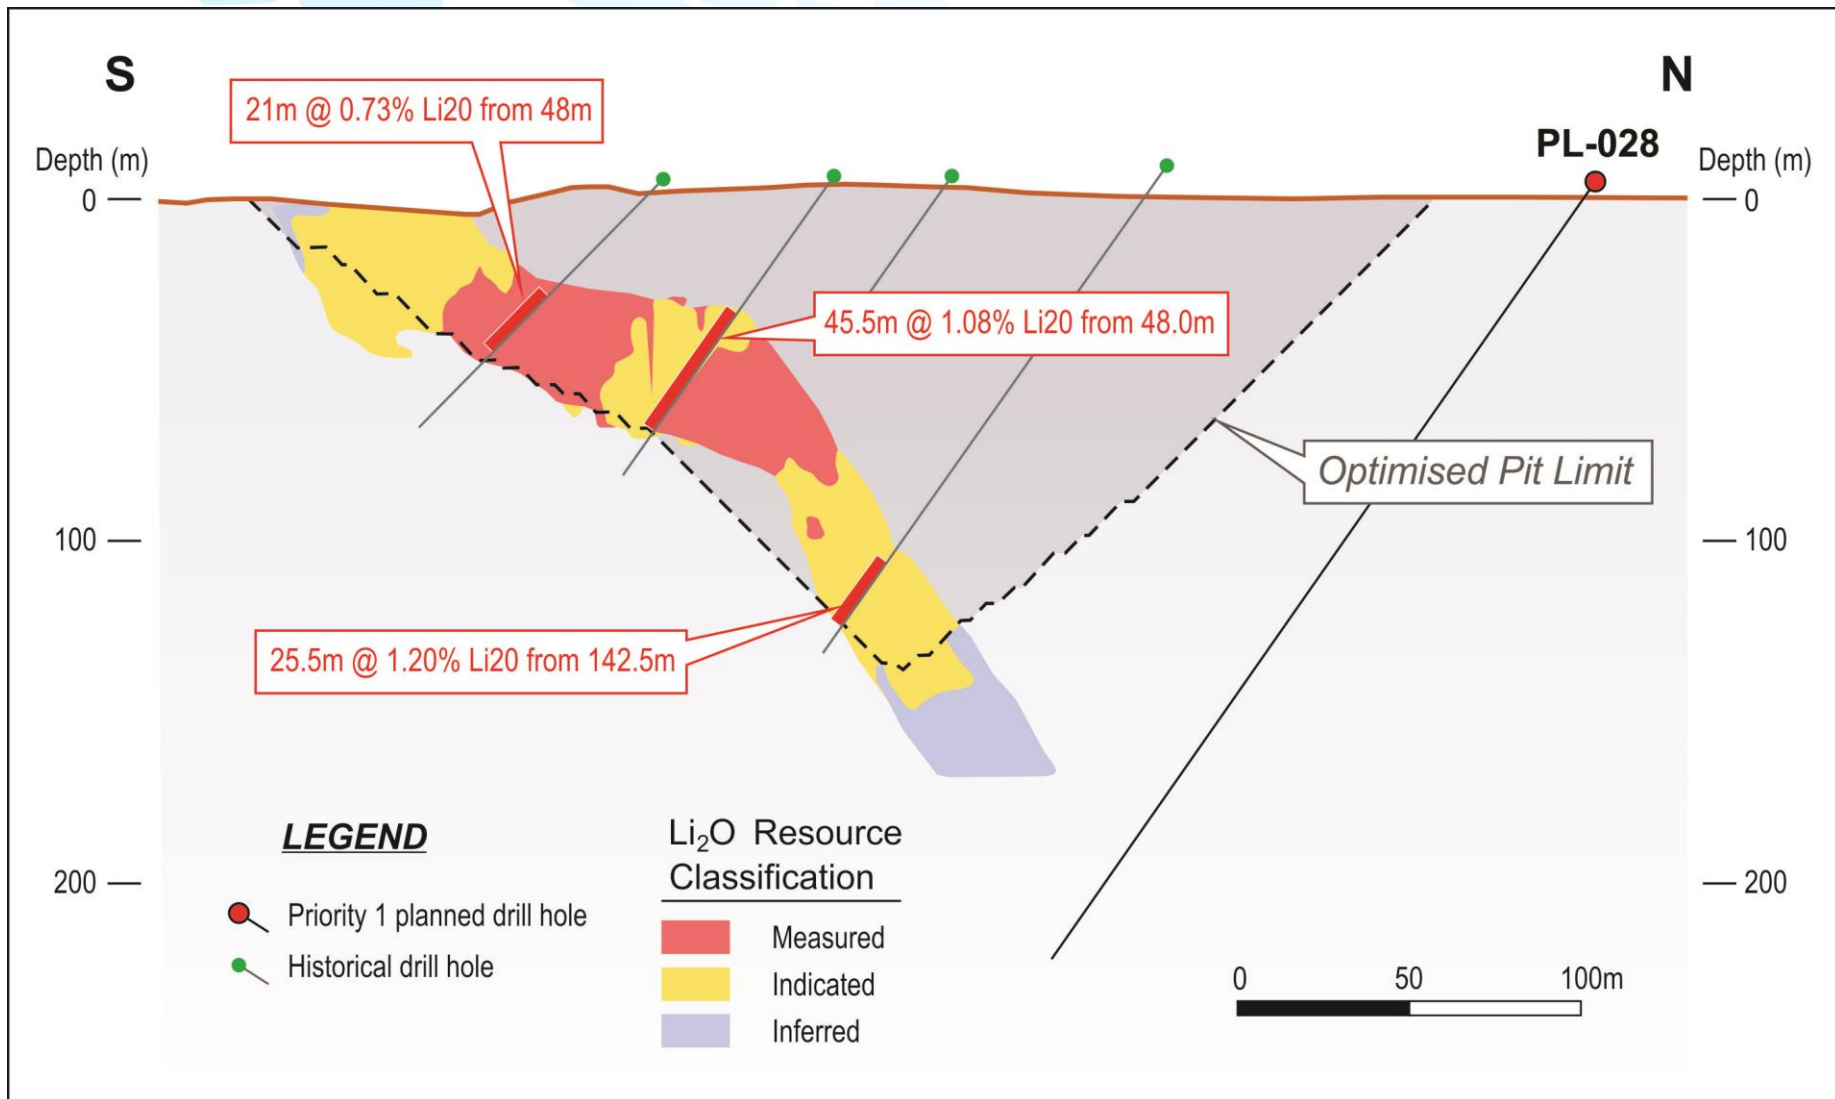 S
N
21m @ 0.73% Li20 from 48m
PL-028
Depth (m)
Depth (m)
0
0
45.5m @ 1.08% Li20 from 48.0m
Optimised Pit Limit
100
100
25.5m @ 1.20% Li20 from 142.5m
LEGEND
Priority 1 planned drill hole
Historical drill hole
Li₂O Resource
Classification
Measured
Indicated
Inferred
200
200
0 50 100m